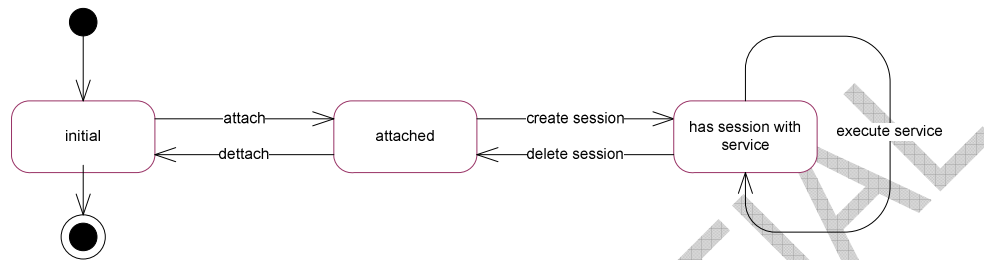 initial
attach
dettach
attached
create session
delete session
has session with
service
execute service